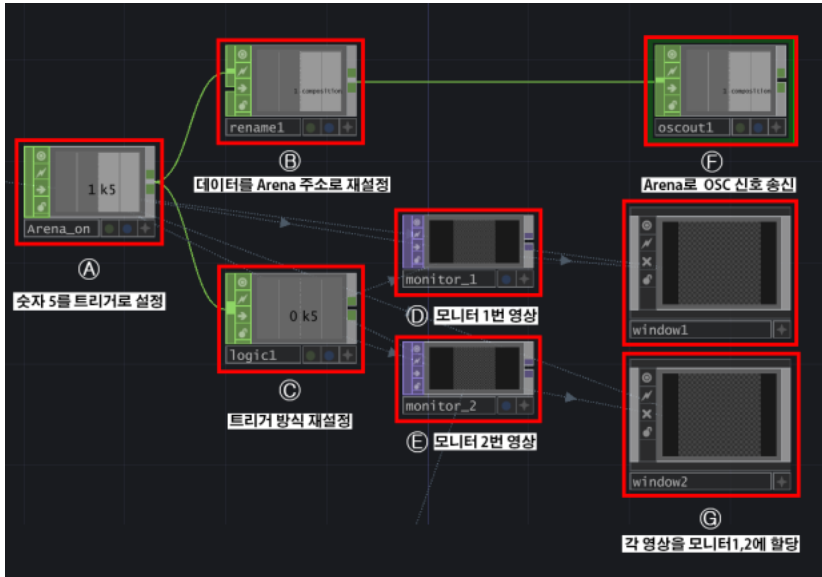 1 composition
rename1
Ⓑ
데이터를 Arena 주소로 재설정
1 composition
oscout1
Ⓕ
Arena로 OSC 신호 송신
1 k5
Arena_on
Ⓐ
숫자 5를 트리거로 설정
0 k5
logic1
Ⓒ
트리거 방식 재설정
monitor_1
Ⓓ 모니터 1번 영상
monitor_2
Ⓔ 모니터 2번 영상
window1
window2
Ⓖ
각 영상을 모니터1,2에 할당